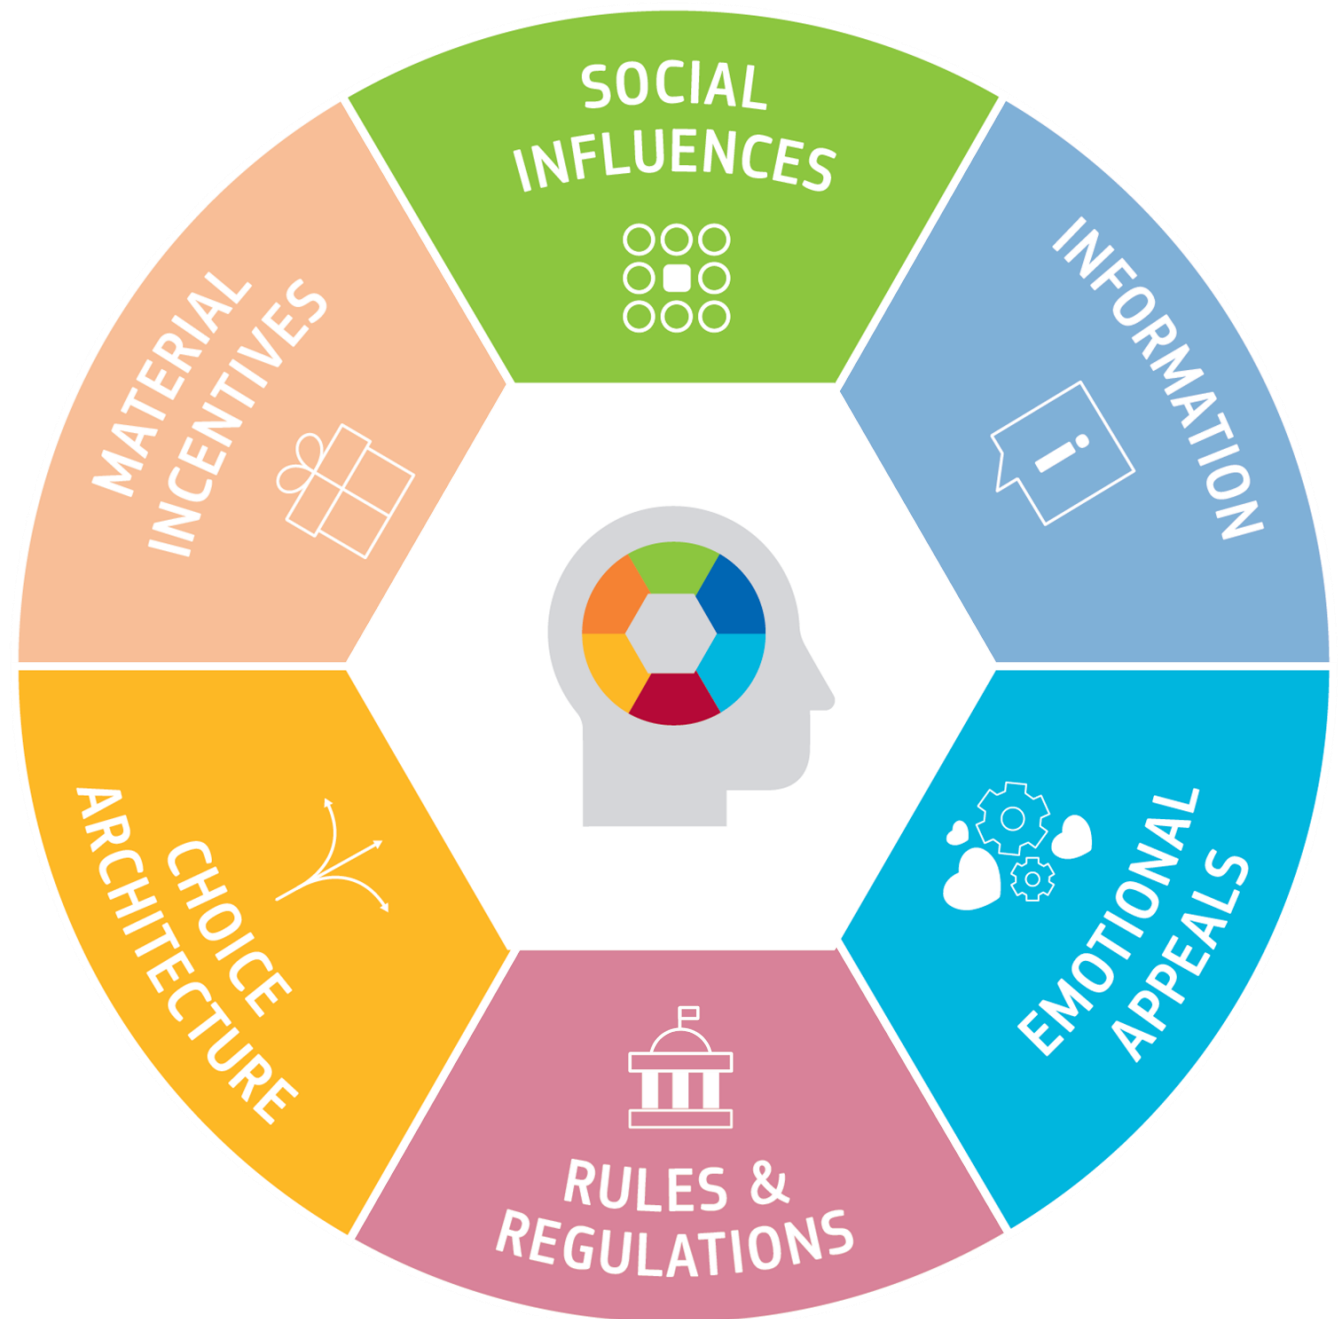 SOCIAL
INFLUENCES
INFORMATION
EMOTIONAL
APPEALS
RULES &
REGULATIONS
CHOICE
ARCHITECTURE
MATERIAL
INCENTIVES